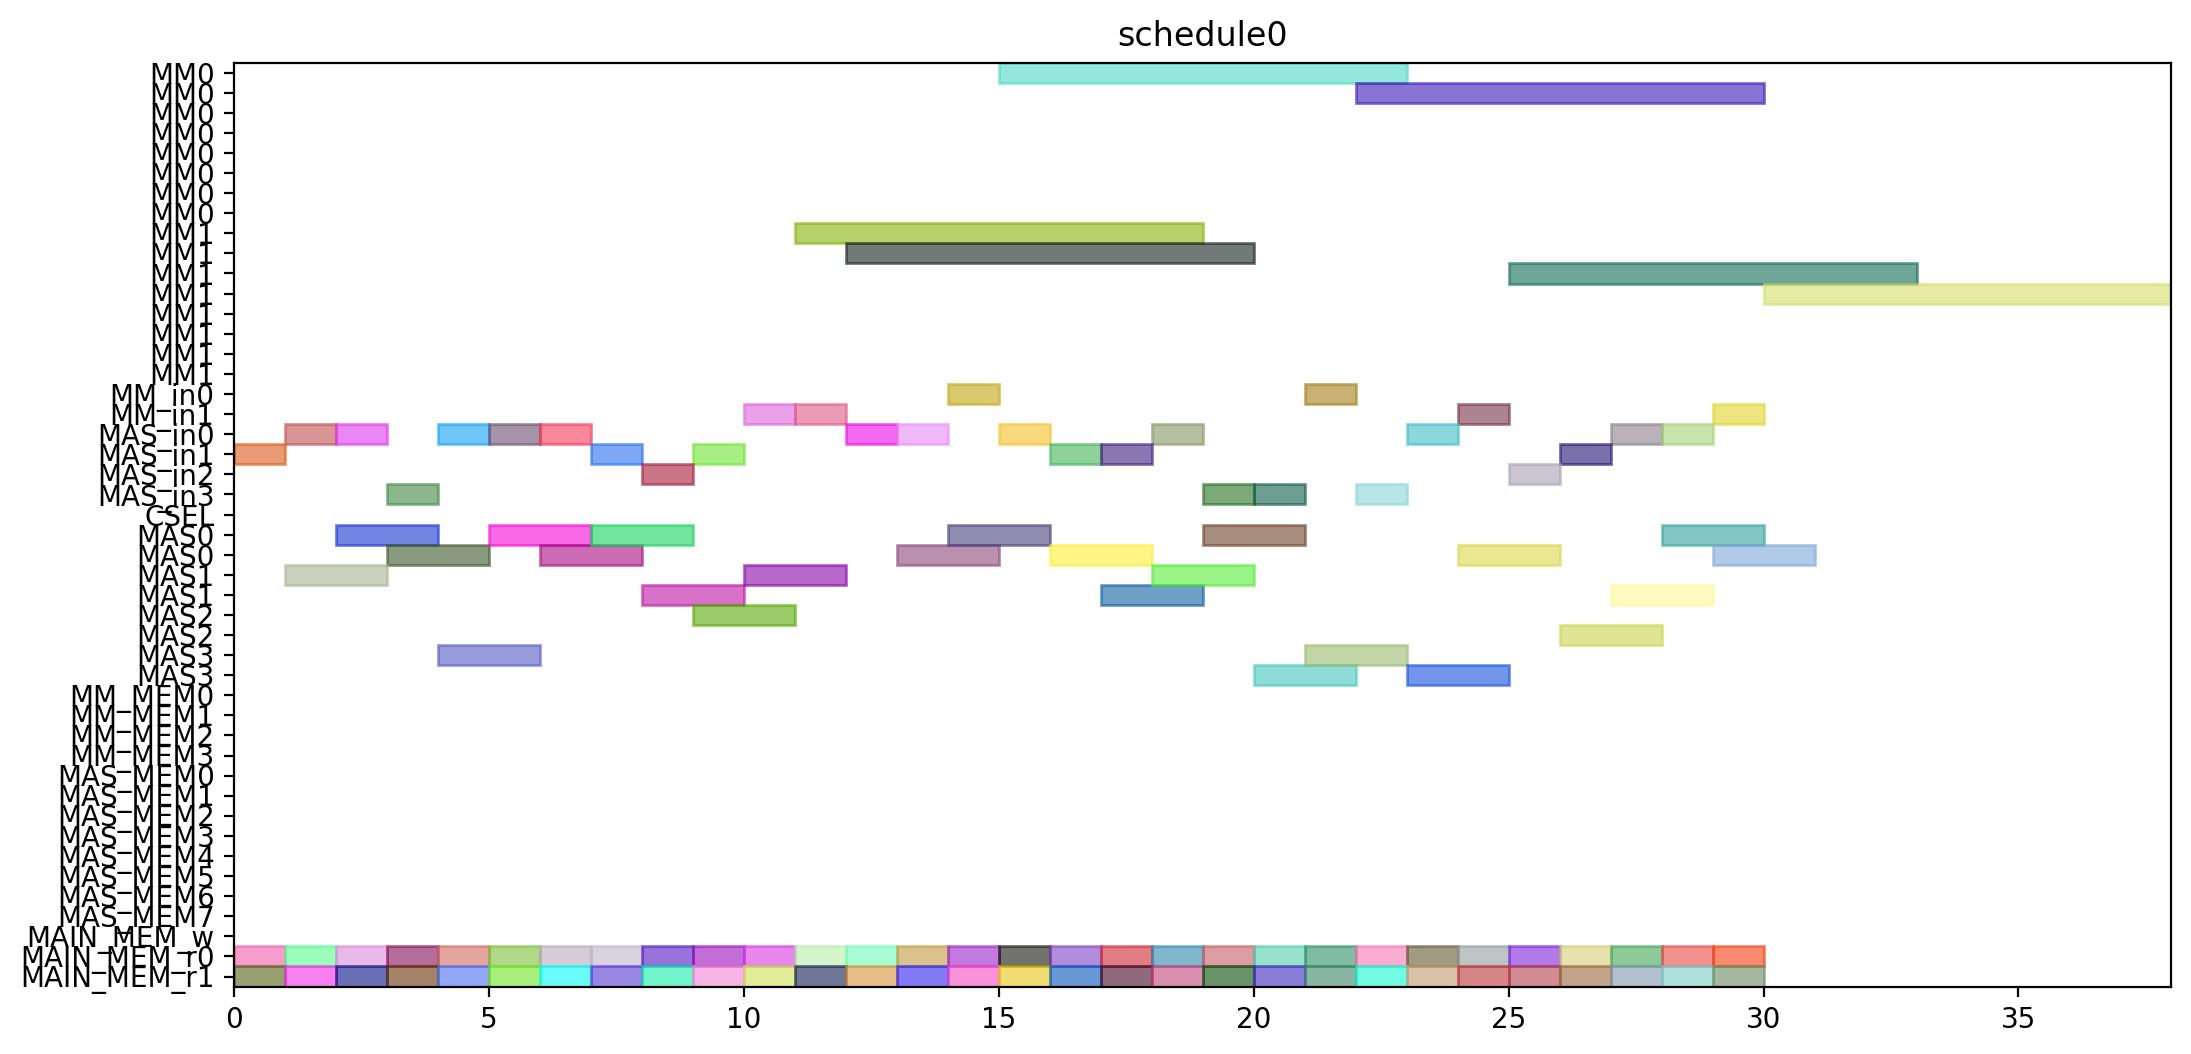 schedule0
MM0
MM0
MM0
MM0
MM0
MM0
MM0
MM0
MM1
MM1
MM1
MM1
MM1
MM1
MM1
MM1
MM_in0
MM_in1
MAS_in0
MAS_in1
MAS_in2
MAS_in3
CSEL
MAS0
MAS0
MAS1
MAS1
MAS2
MAS2
MAS3
MAS3
MM_MEM0
MM_MEM1
MM_MEM2
MM_MEM3
MAS_MEM0
MAS_MEM1
MAS_MEM2
MAS_MEM3
MAS_MEM4
MAS_MEM5
MAS_MEM6
MAS_MEM7
MAIN_MEM_w
MAIN_MEM_r0
MAIN_MEM_r1
0 5 10 15 20 25 30 35